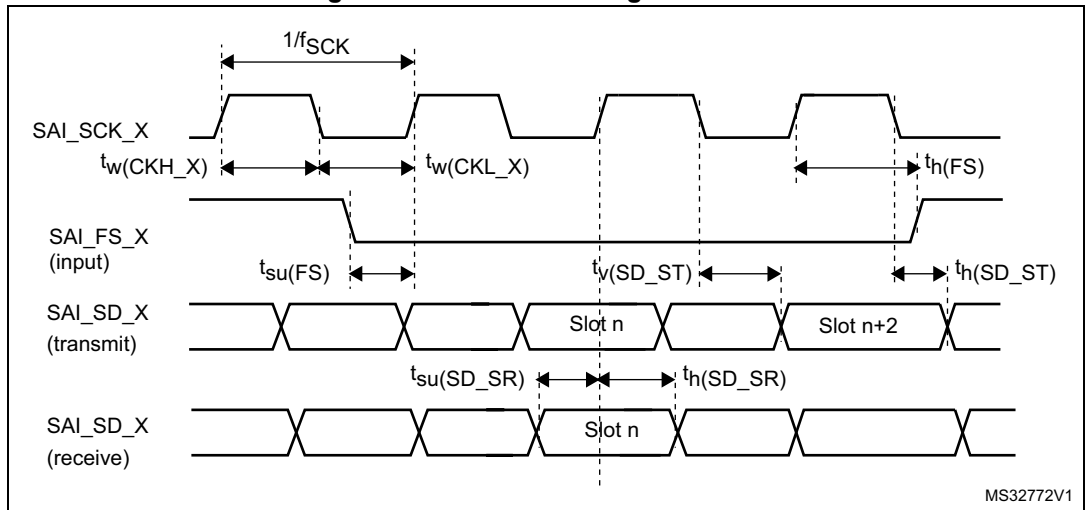 1/fSCK
SAI_SCK_X
tw(CKH_X)
tw(CKL_X)
th(FS)
SAI_FS_X
(input)
tsu(FS)
tv(SD_ST)
th(SD_ST)
SAI_SD_X
(transmit)
Slot n
Slot n+2
tsu(SD_SR)
th(SD_SR)
SAI_SD_X
(receive)
Slot n
MS32772V1